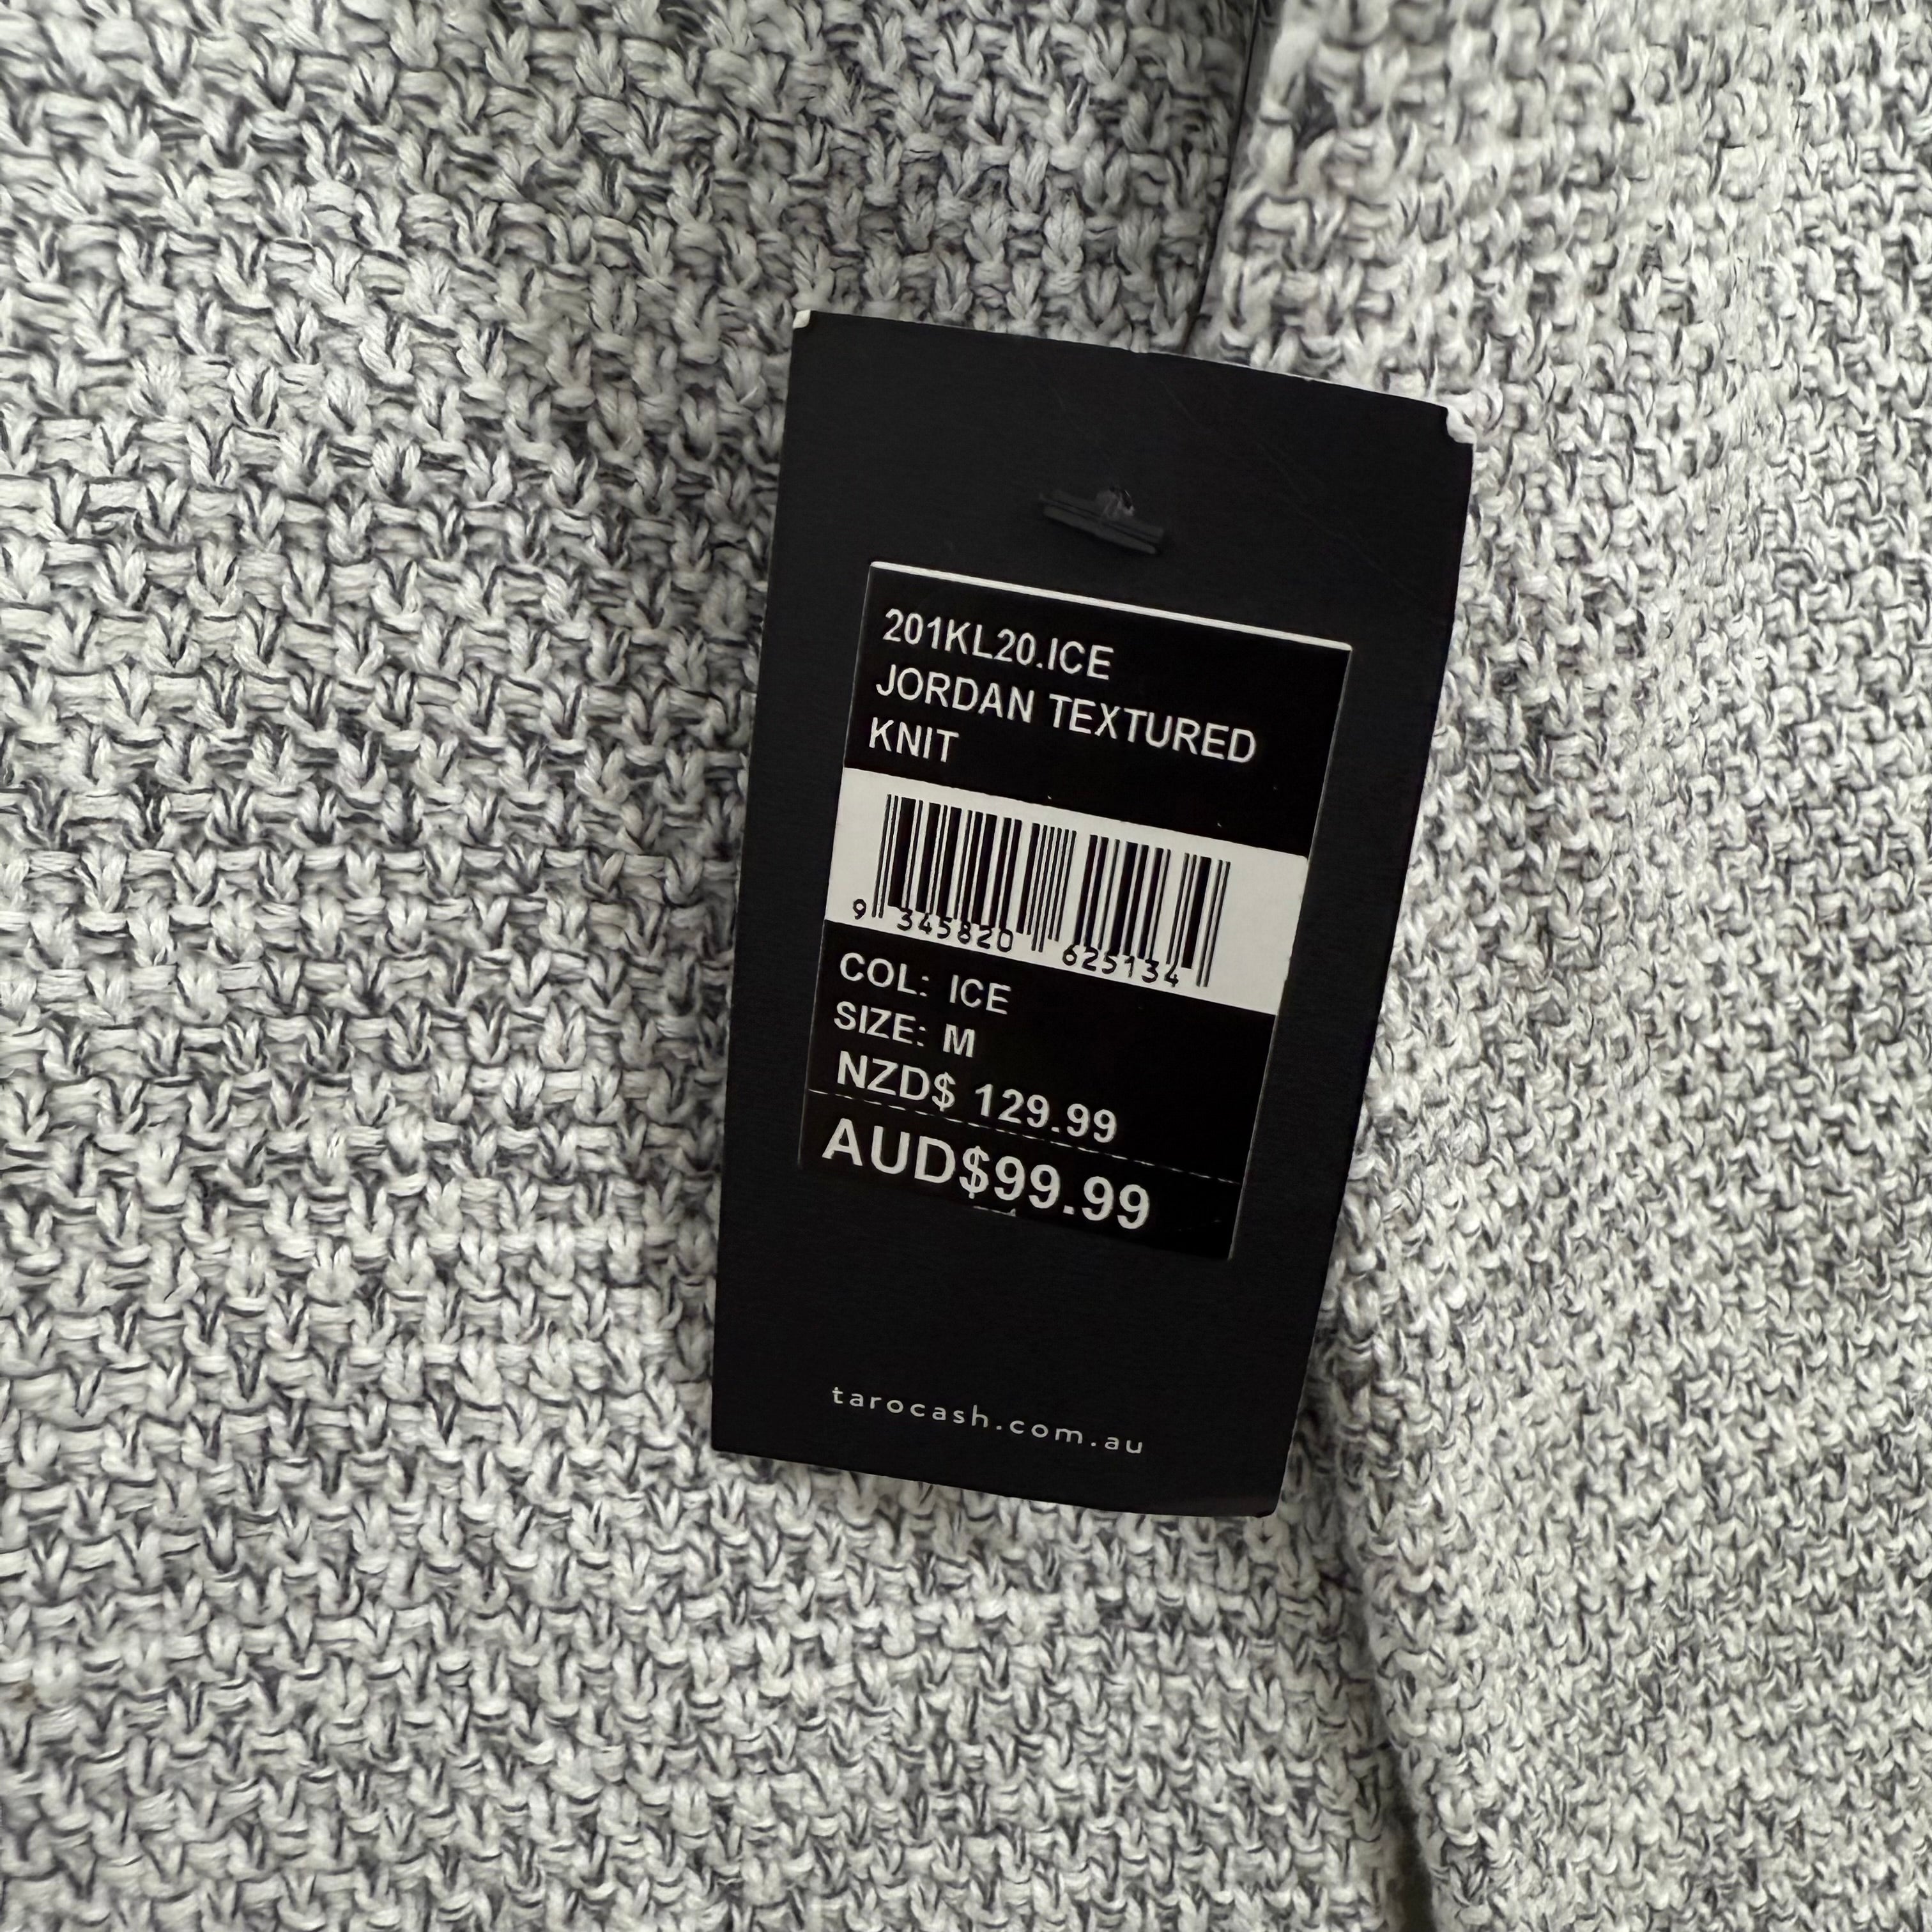 201KL20.ICE
JORDAN TEXTURED
KNIT
9 345820 625134
COL: ICE
SIZE: M
NZD$ 129.99
AUD$99.99
tarocash.com.au